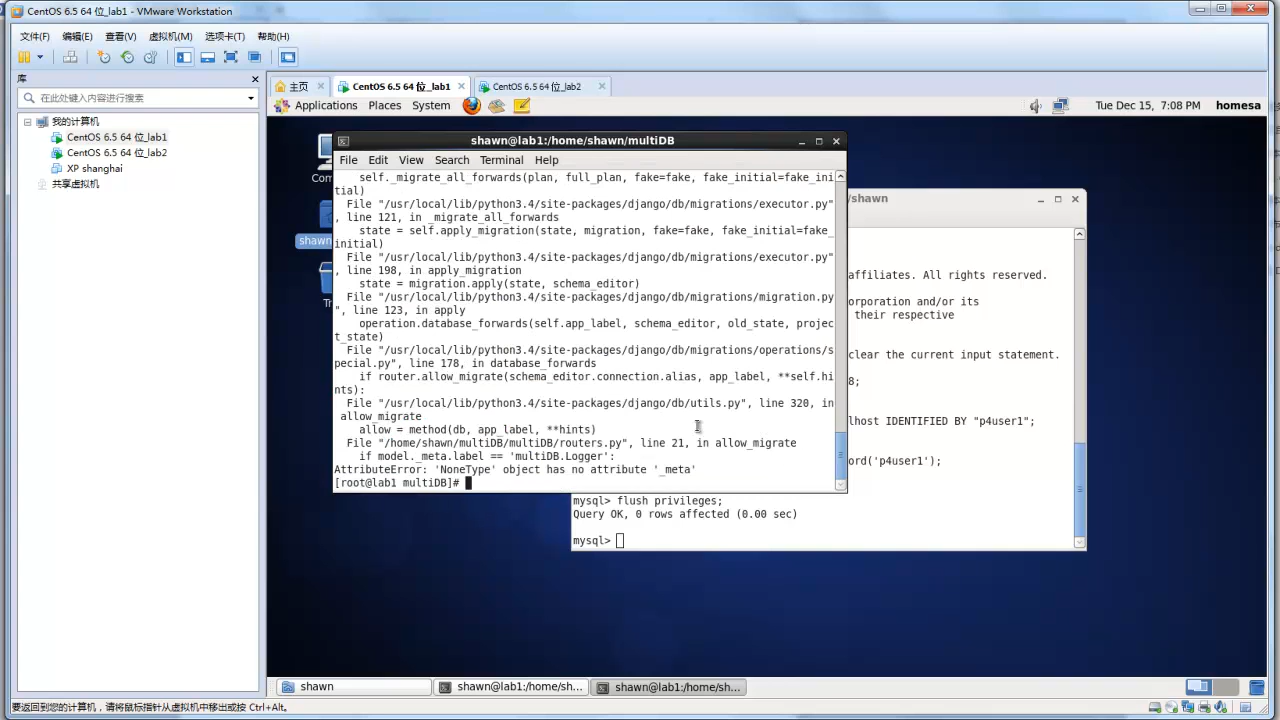 CentOS 6.5 64 位_lab1 - VMware Workstation
文件(F) 编辑(E) 查看(V) 虚拟机(M) 选项卡(T) 帮助(H)
库
主页 CentOS 6.5 64 位_lab1 CentOS 6.5 64 位_lab2
在此处键入内容进行搜索
Applications Places System Tue Dec 15, 7:08 PM homesa
我的计算机
CentOS 6.5 64 位_lab1
CentOS 6.5 64 位_lab2
XP shanghai
共享虚拟机
Com
shawn
Tr
shawn@lab1:/home/shawn/multiDB
File Edit View Search Terminal Help
self._migrate_all_forwards(plan, full_plan, fake=fake, fake_initial=fake_ini
tial)
File "/usr/local/lib/python3.4/site-packages/django/db/migrations/executor.py"
, line 121, in _migrate_all_forwards
state = self.apply_migration(state, migration, fake=fake, fake_initial=fake_
initial)
File "/usr/local/lib/python3.4/site-packages/django/db/migrations/executor.py"
, line 198, in apply_migration
state = migration.apply(state, schema_editor)
File "/usr/local/lib/python3.4/site-packages/django/db/migrations/migration.py
", line 123, in apply
operation.database_forwards(self.app_label, schema_editor, old_state, projec
t_state)
File "/usr/local/lib/python3.4/site-packages/django/db/migrations/operations/s
pecial.py", line 178, in database_forwards
if router.allow_migrate(schema_editor.connection.alias, app_label, **self.hi
nts):
File "/usr/local/lib/python3.4/site-packages/django/db/utils.py", line 320, in
allow_migrate
allow = method(db, app_label, **hints)
File "/home/shawn/multiDB/multiDB/routers.py", line 21, in allow_migrate
if model._meta.label == 'multiDB.Logger':
AttributeError: 'NoneType' object has no attribute '_meta'
[root@lab1 multiDB]#
/shawn
affiliates. All rights reserved.
orporation and/or its
their respective
clear the current input statement.
8;
lhost IDENTIFIED BY "p4user1";
ord('p4user1');
mysql> flush privileges;
Query OK, 0 rows affected (0.00 sec)
mysql>
shawn shawn@lab1:/home/sh... shawn@lab1:/home/sh...
要返回到您的计算机，请将鼠标指针从虚拟机中移出或按 Ctrl+Alt。